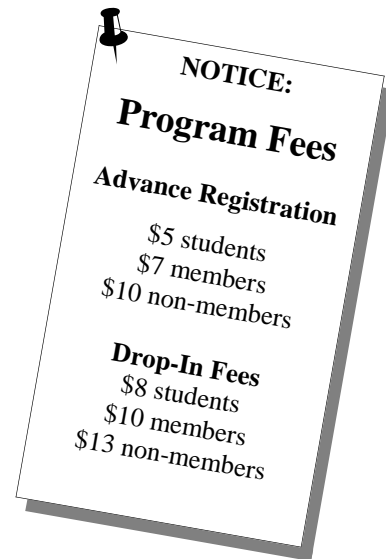 NOTICE:
Program Fees
Advance Registration
$5 students
$7 members
$10 non-members
Drop-In Fees
$8 students
$10 members
$13 non-members